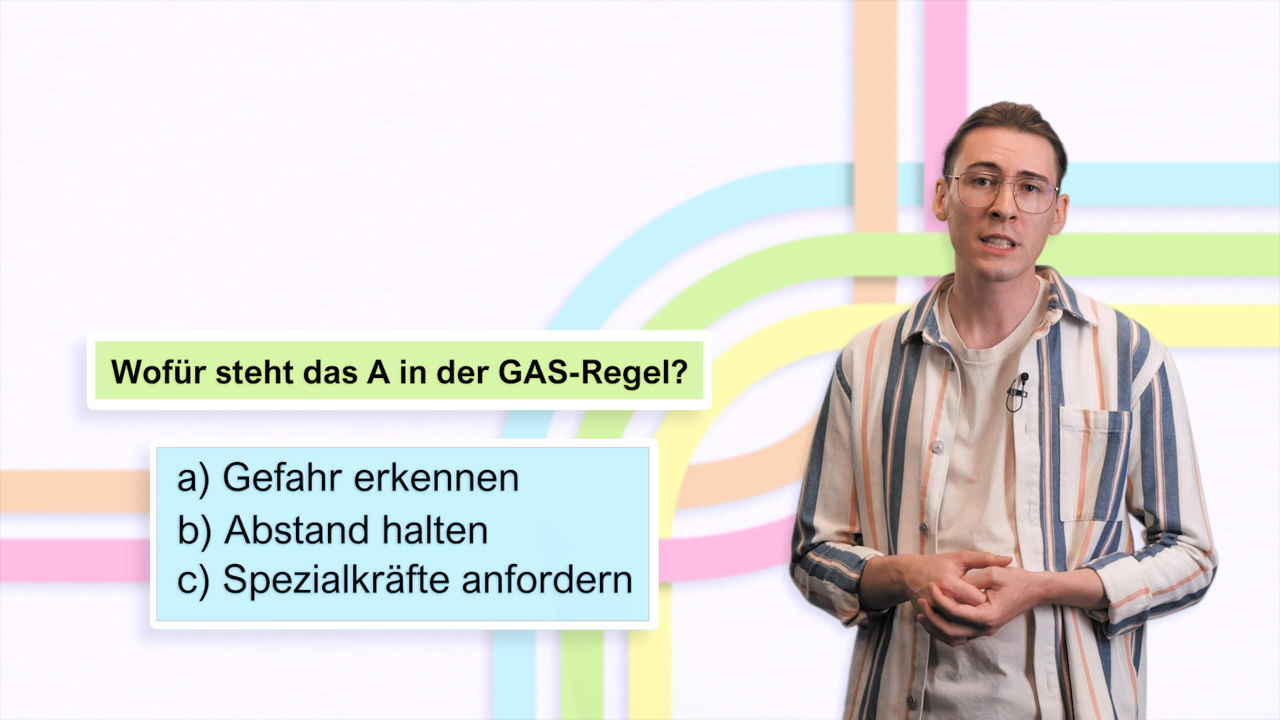 Wofür steht das A in der GAS-Regel?
a) Gefahr erkennen
b) Abstand halten
c) Spezialkräfte anfordern